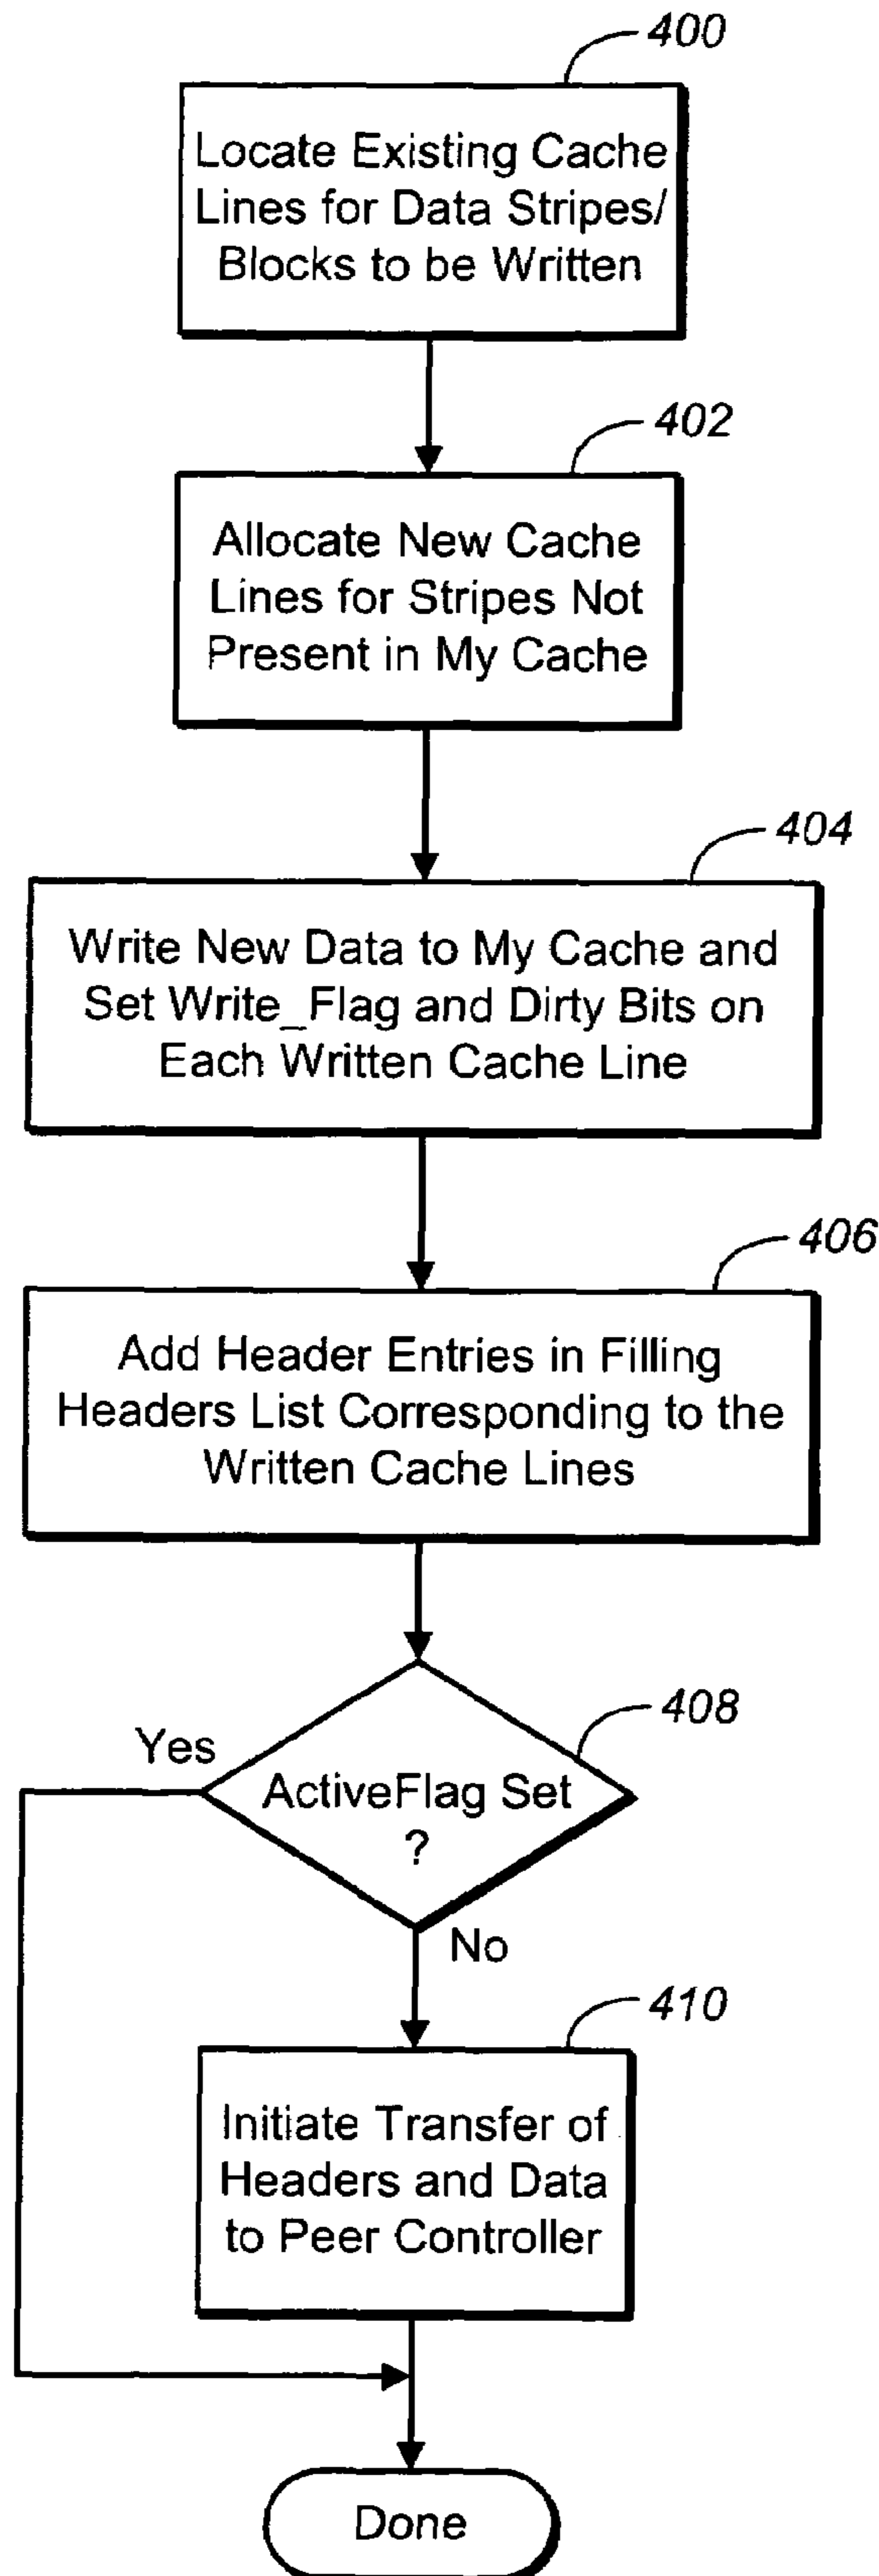 400
Locate Existing Cache
Lines for Data Stripes/
Blocks to be Written
402
Allocate New Cache
Lines for Stripes Not
Present in My Cache
404
Write New Data to My Cache and
Set Write_Flag and Dirty Bits on
Each Written Cache Line
406
Add Header Entries in Filling
Headers List Corresponding to the
Written Cache Lines
408
Yes
ActiveFlag Set
?
No
410
Initiate Transfer of
Headers and Data
to Peer Controller
Done